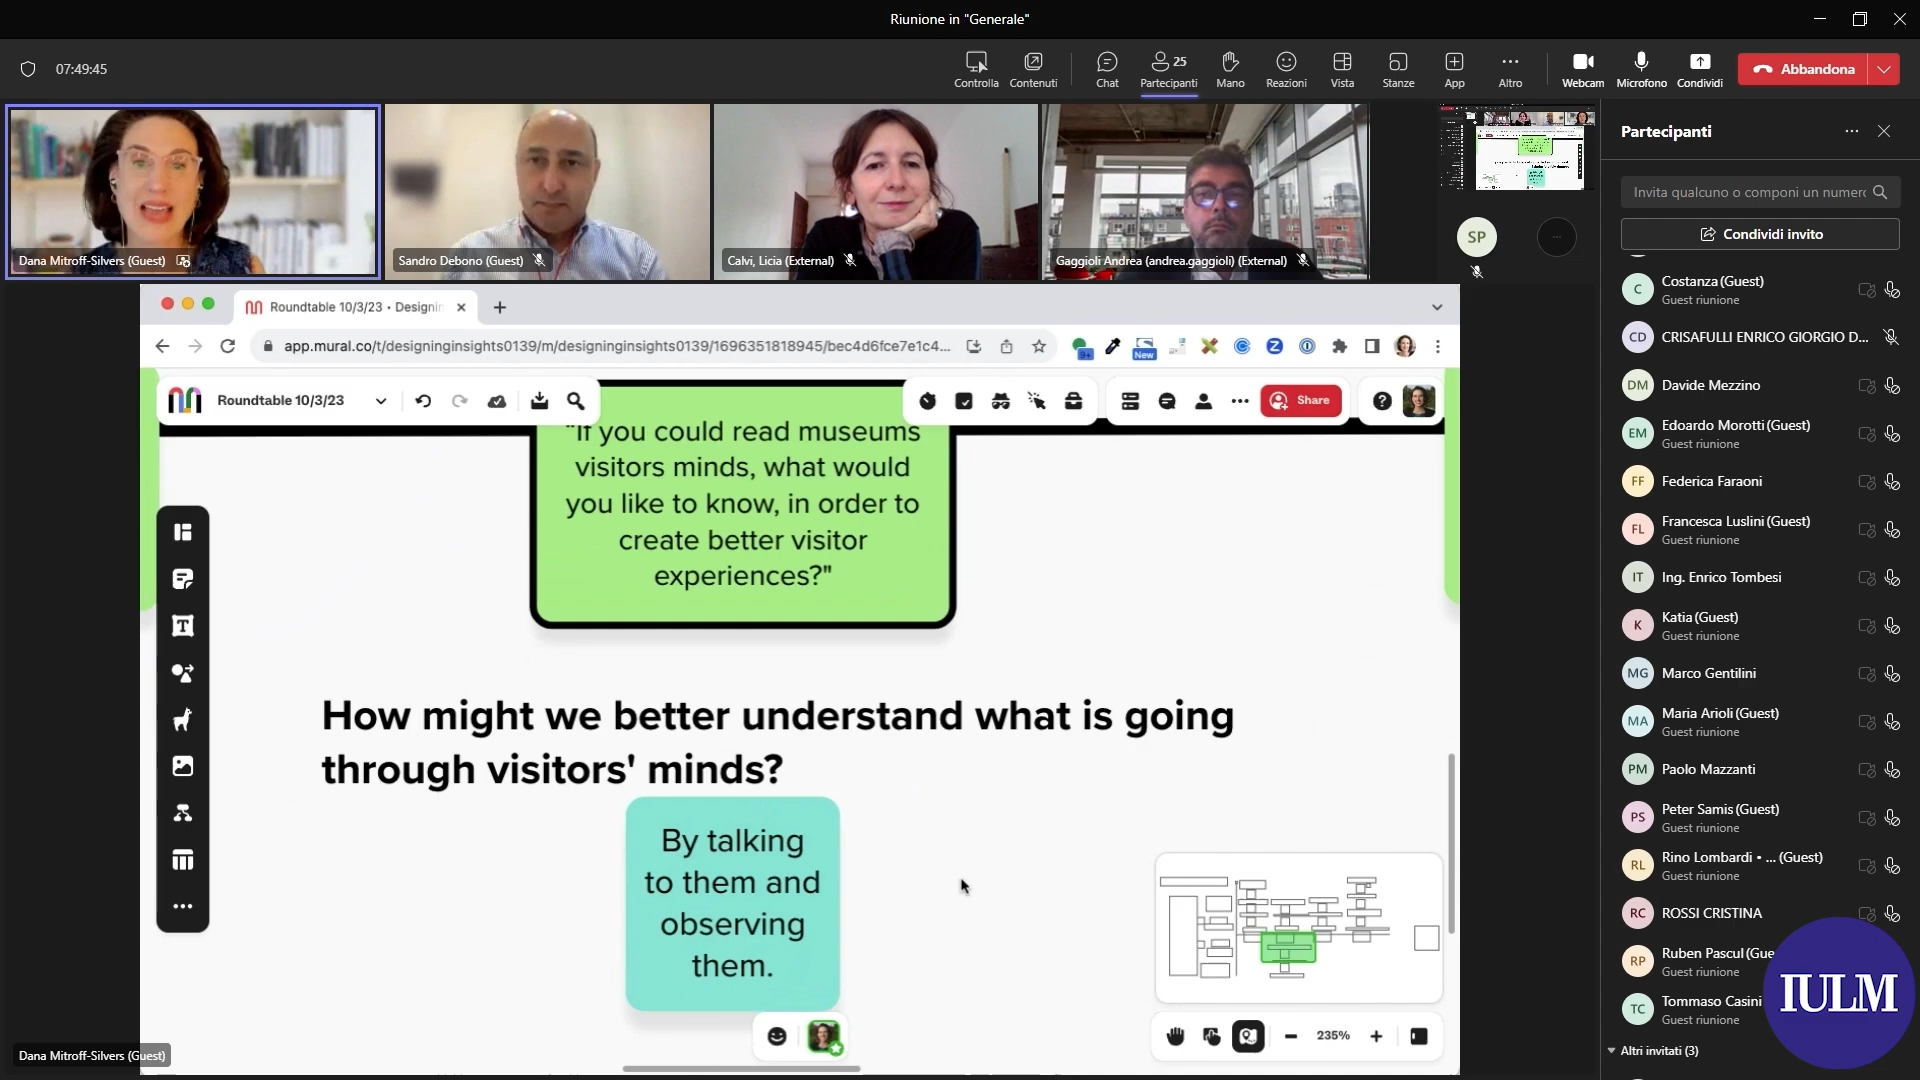 Riunione in "Generale"
07:49:45
Controlla
Contenuti
Chat
25
Partecipanti
Mano
Reazioni
Vista
Stanze
App
Altro
Webcam
Microfono
Condividi
Abbandona
Dana Mitroff-Silvers (Guest)
Sandro Debono (Guest)
Calvi, Licia (External)
Gaggioli Andrea (andrea.gaggioli) (External)
SP
Partecipanti
Invita qualcuno o componi un numero
Condividi invito
C
Costanza (Guest)
Guest riunione
CD
CRISAFULLI ENRICO GIORGIO D...
DM
Davide Mezzino
EM
Edoardo Morotti (Guest)
Guest riunione
FF
Federica Faraoni
FL
Francesca Luslini (Guest)
Guest riunione
IT
Ing. Enrico Tombesi
K
Katia (Guest)
Guest riunione
MG
Marco Gentilini
MA
Maria Arioli (Guest)
Guest riunione
PM
Paolo Mazzanti
PS
Peter Samis (Guest)
Guest riunione
RL
Rino Lombardi • ... (Guest)
Guest riunione
RC
ROSSI CRISTINA
RP
Ruben Pascul (Gue
Guest riunione
TC
Tommaso Casini
Guest riunione
Altri invitati (3)
IULM
Roundtable 10/3/23 • Designin
app.mural.co/t/designinginsights0139/m/designinginsights0139/1696351818945/bec4d6fce7e1c4...
9+
New
Roundtable 10/3/23
Share
"If you could read museums
visitors minds, what would
you like to know, in order to
create better visitor
experiences?"
How might we better understand what is going
through visitors' minds?
By talking
to them and
observing
them.
235%
Dana Mitroff-Silvers (Guest)